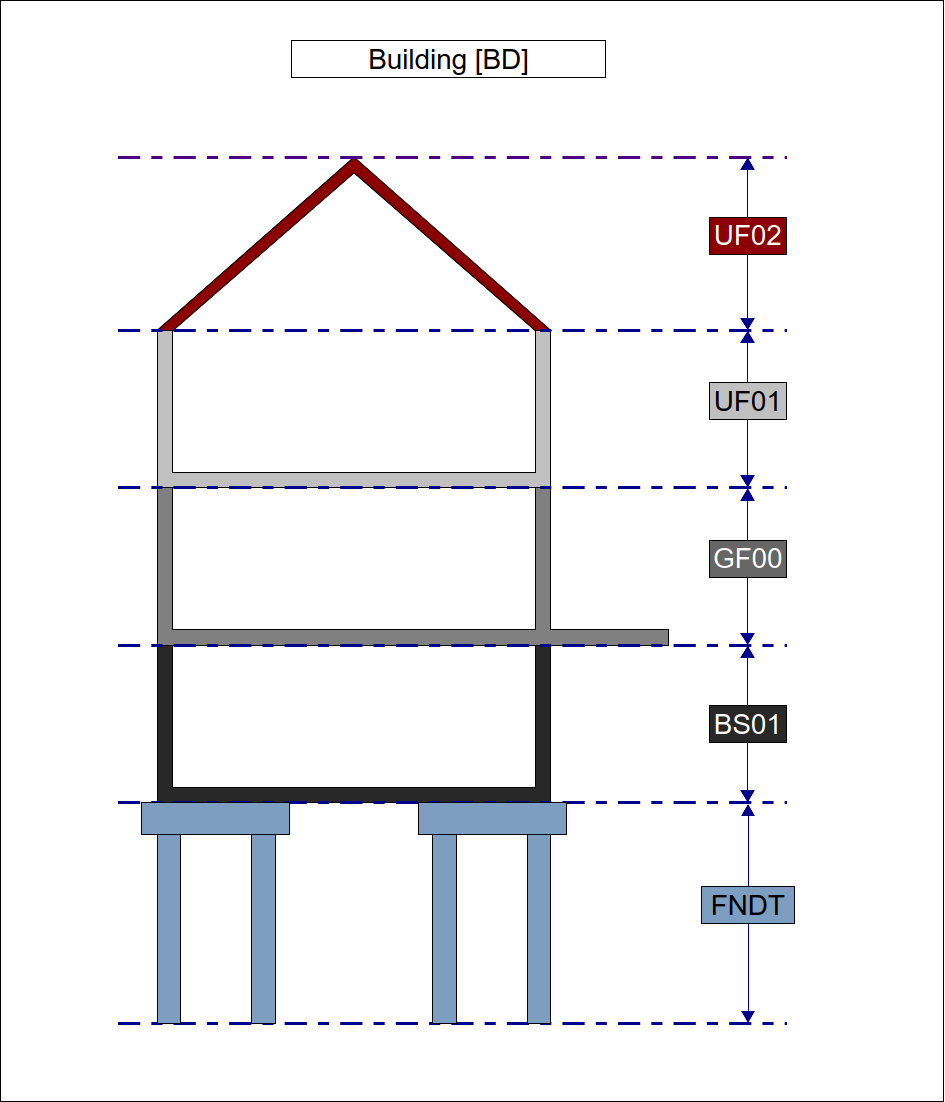 Building [BD]
UF02
UF01
GF00
BS01
FNDT